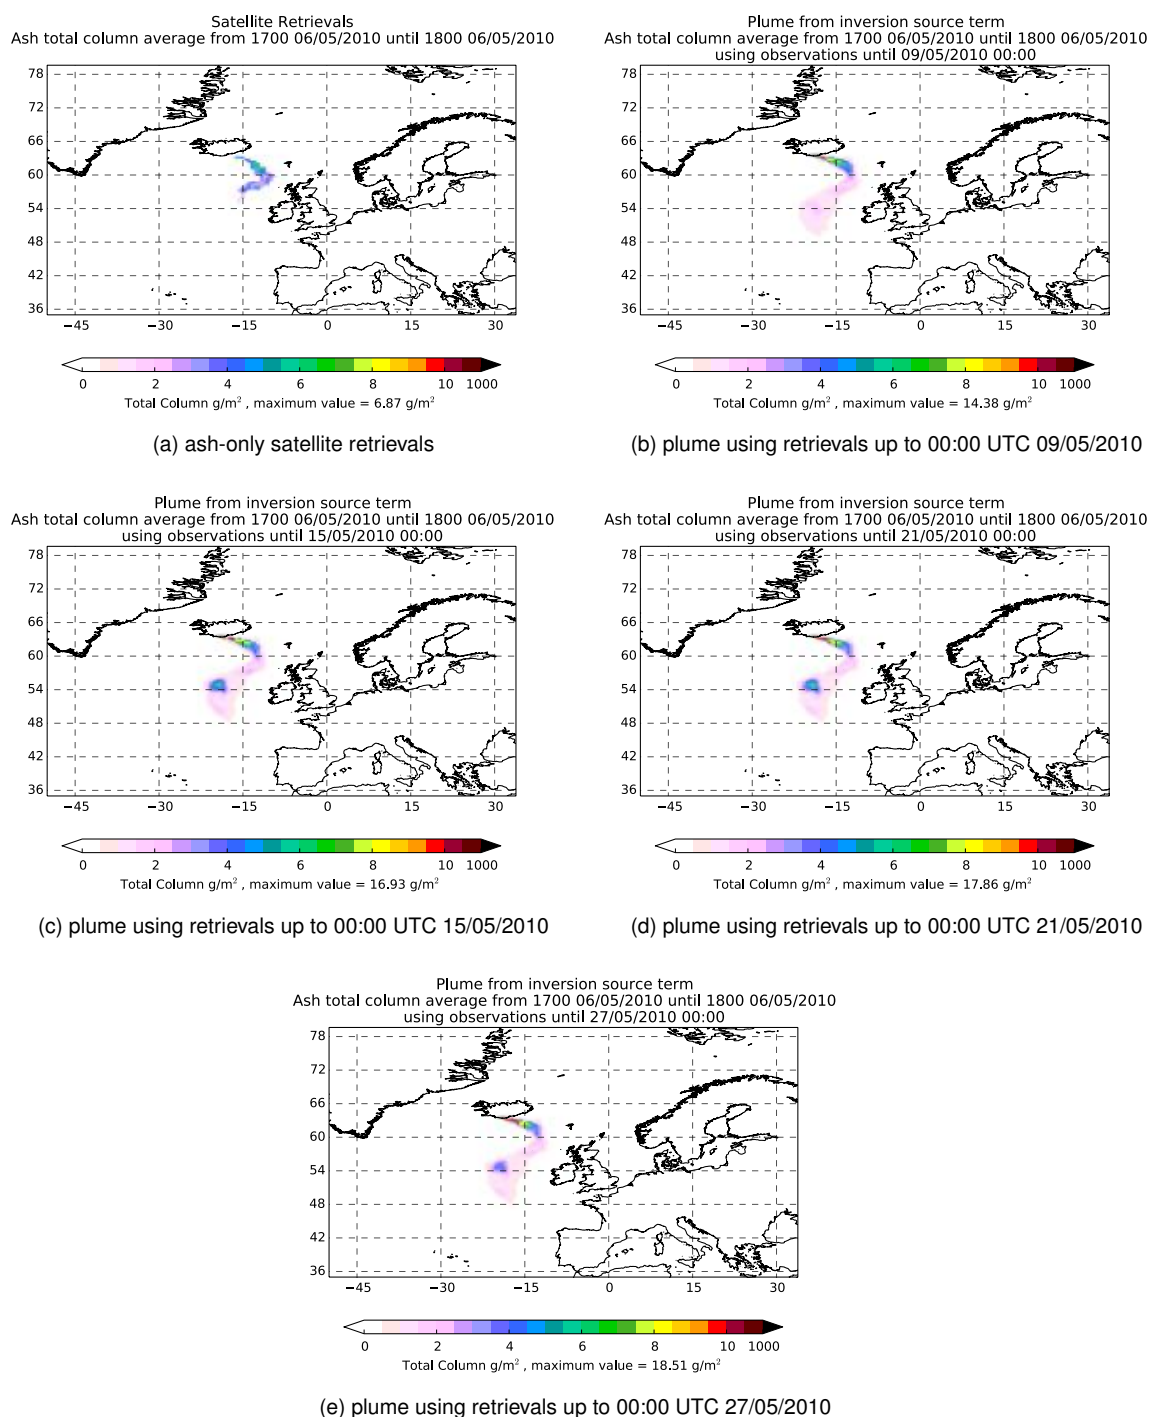 Satellite Retrievals
Ash total column average from 1700 06/05/2010 until 1800 06/05/2010
78
72
66
60
54
48
42
36
−45 −30 −15 0 15 30
0 2 4 6 8 10 1000
Total Column g/m² , maximum value = 6.87 g/m²
(a) ash-only satellite retrievals
Plume from inversion source term
Ash total column average from 1700 06/05/2010 until 1800 06/05/2010
using observations until 09/05/2010 00:00
78
72
66
60
54
48
42
36
−45 −30 −15 0 15 30
0 2 4 6 8 10 1000
Total Column g/m² , maximum value = 14.38 g/m²
(b) plume using retrievals up to 00:00 UTC 09/05/2010
Plume from inversion source term
Ash total column average from 1700 06/05/2010 until 1800 06/05/2010
using observations until 15/05/2010 00:00
78
72
66
60
54
48
42
36
−45 −30 −15 0 15 30
0 2 4 6 8 10 1000
Total Column g/m² , maximum value = 16.93 g/m²
(c) plume using retrievals up to 00:00 UTC 15/05/2010
Plume from inversion source term
Ash total column average from 1700 06/05/2010 until 1800 06/05/2010
using observations until 21/05/2010 00:00
78
72
66
60
54
48
42
36
−45 −30 −15 0 15 30
0 2 4 6 8 10 1000
Total Column g/m² , maximum value = 17.86 g/m²
(d) plume using retrievals up to 00:00 UTC 21/05/2010
Plume from inversion source term
Ash total column average from 1700 06/05/2010 until 1800 06/05/2010
using observations until 27/05/2010 00:00
78
72
66
60
54
48
42
36
−45 −30 −15 0 15 30
0 2 4 6 8 10 1000
Total Column g/m² , maximum value = 18.51 g/m²
(e) plume using retrievals up to 00:00 UTC 27/05/2010